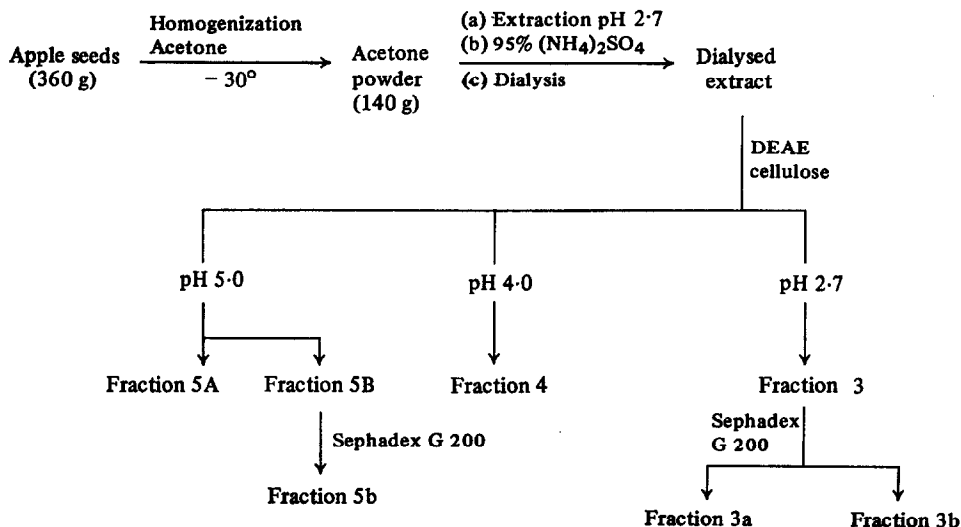 Homogenization
Acetone
Apple seeds
(360 g)
− 30°
Acetone
powder
(140 g)
(a) Extraction pH 2·7
(b) 95% (NH4)2SO4
(c) Dialysis
Dialysed
extract
DEAE
cellulose
pH 5·0
pH 4·0
pH 2·7
Fraction 5A
Fraction 5B
Fraction 4
Fraction 3
Sephadex G 200
Fraction 5b
Sephadex
G 200
Fraction 3a
Fraction 3b